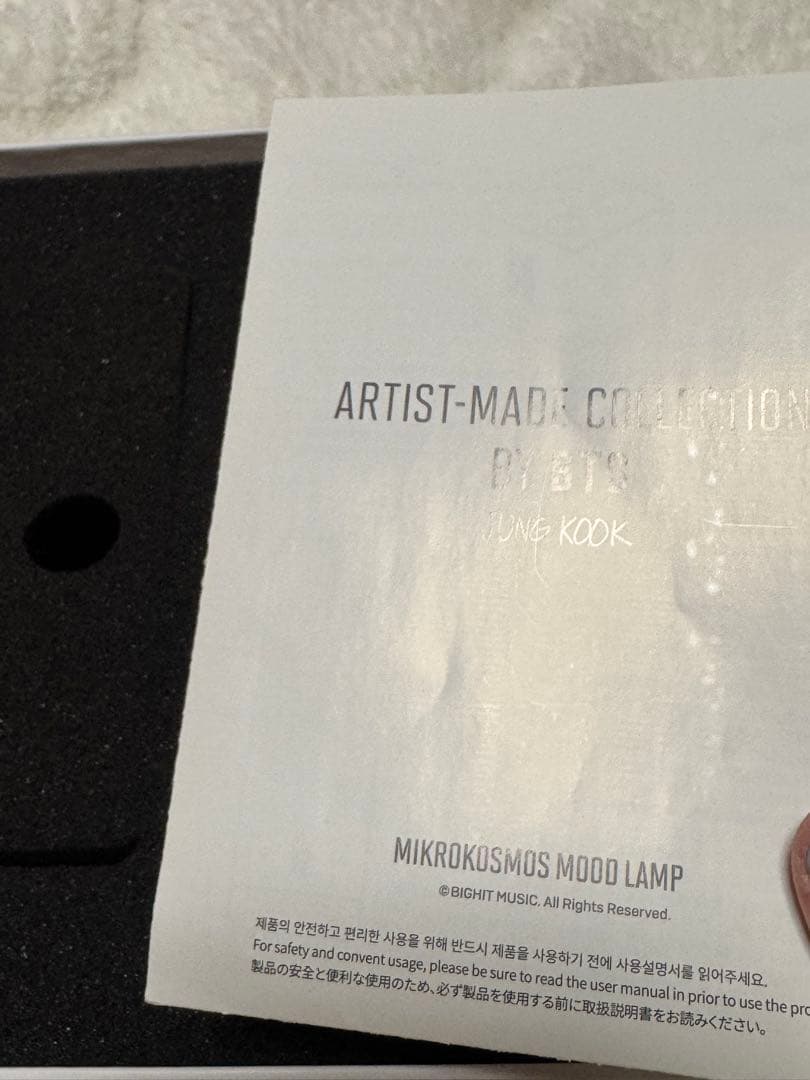 ARTIST-MADE COLLECTION
BY BTS
JUNG KOOK
MIKROKOSMOS MOOD LAMP
©BIGHIT MUSIC. All Rights Reserved.
제품의 안전하고 편리한 사용을 위해 반드시 제품을 사용하기 전에 사용설명서를 읽어주세요.
For safety and convent usage, please be sure to read the user manual in prior to use the pro
製品の安全と便利な使用のため、必ず製品を使用する前に取扱説明書をお読みください。